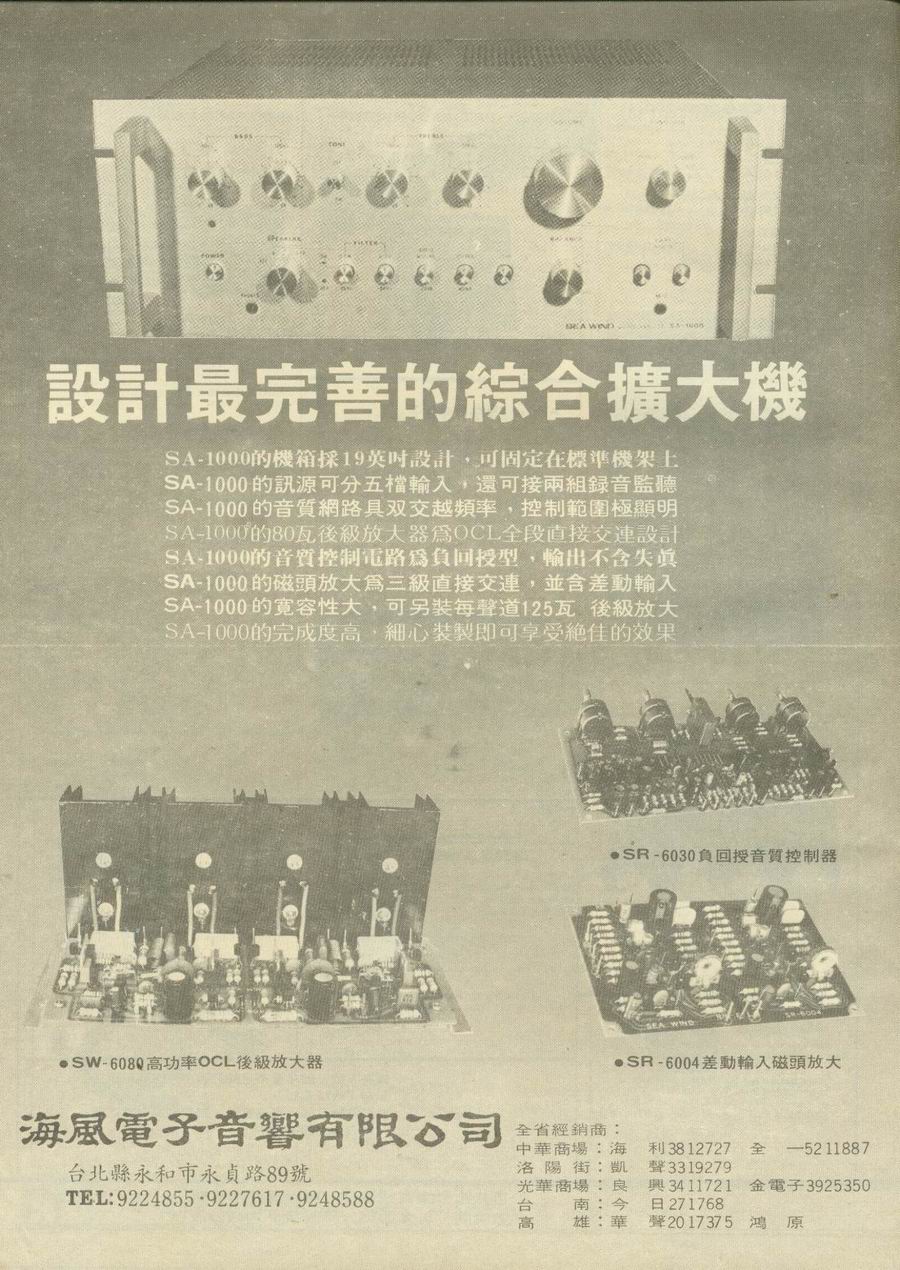 BASS
TONE
TREBLE
VOLUME
POWER
SPEAKER
FILTER
BALANCE
PHONES
SEA WIND
SA-1000
設計最完善的綜合擴大機
SA-1000的機箱採19英吋設計，可固定在標準機架上
SA-1000的訊源可分五檔輸入，還可接兩組録音監聽
SA-1000的音質網路具双交越頻率，控制範圍極顯明
SA-1000的80瓦後級放大器爲OCL全段直接交連設計
SA-1000的音質控制電路爲負回授型，輸出不含失眞
SA-1000的磁頭放大爲三級直接交連，並含差動輸入
SA-1000的寬容性大，可另裝每聲道125瓦 後級放大
SA-1000的完成度高，細心裝製即可享受絶佳的效果
●SR-6030負回授音質控制器
SEA WIND
SR-6004
●SW-6080高功率OCL後級放大器
●SR-6004差動輸入磁頭放大
海風電子音響有限公司
台北縣永和市永貞路89號
TEL:9224855·9227617·9248588
全省經銷商：
中華商場：海 利3812727 全 一5211887
洛陽街：凱 聲3319279
光華商場：良 興3411721 金電子3925350
台 南：今 日271768
高 雄：華 聲2017375 鴻 原